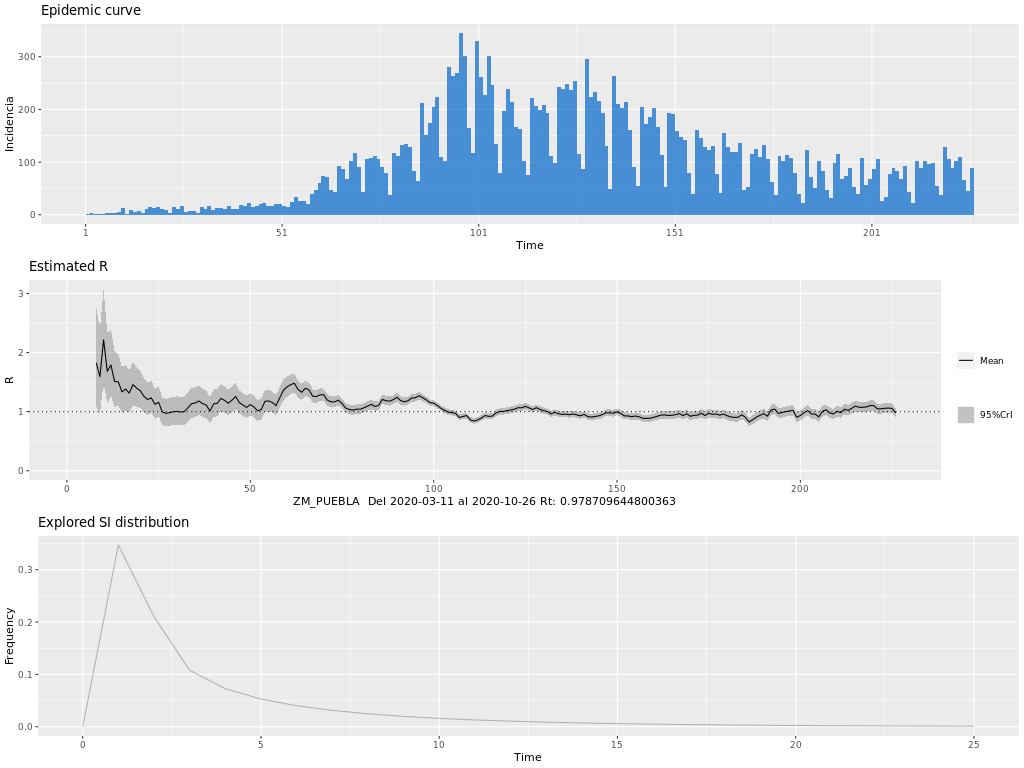 Epidemic curve
300
200
100
0
Incidencia
1 51 101 151 201
Time
Estimated R
3
2
1
0
R
0 50 100 150 200
ZM_PUEBLA Del 2020-03-11 al 2020-10-26 Rt: 0.978709644800363
Mean
95%CrI
Explored SI distribution
0.3
0.2
0.1
0.0
Frequency
0 5 10 15 20 25
Time